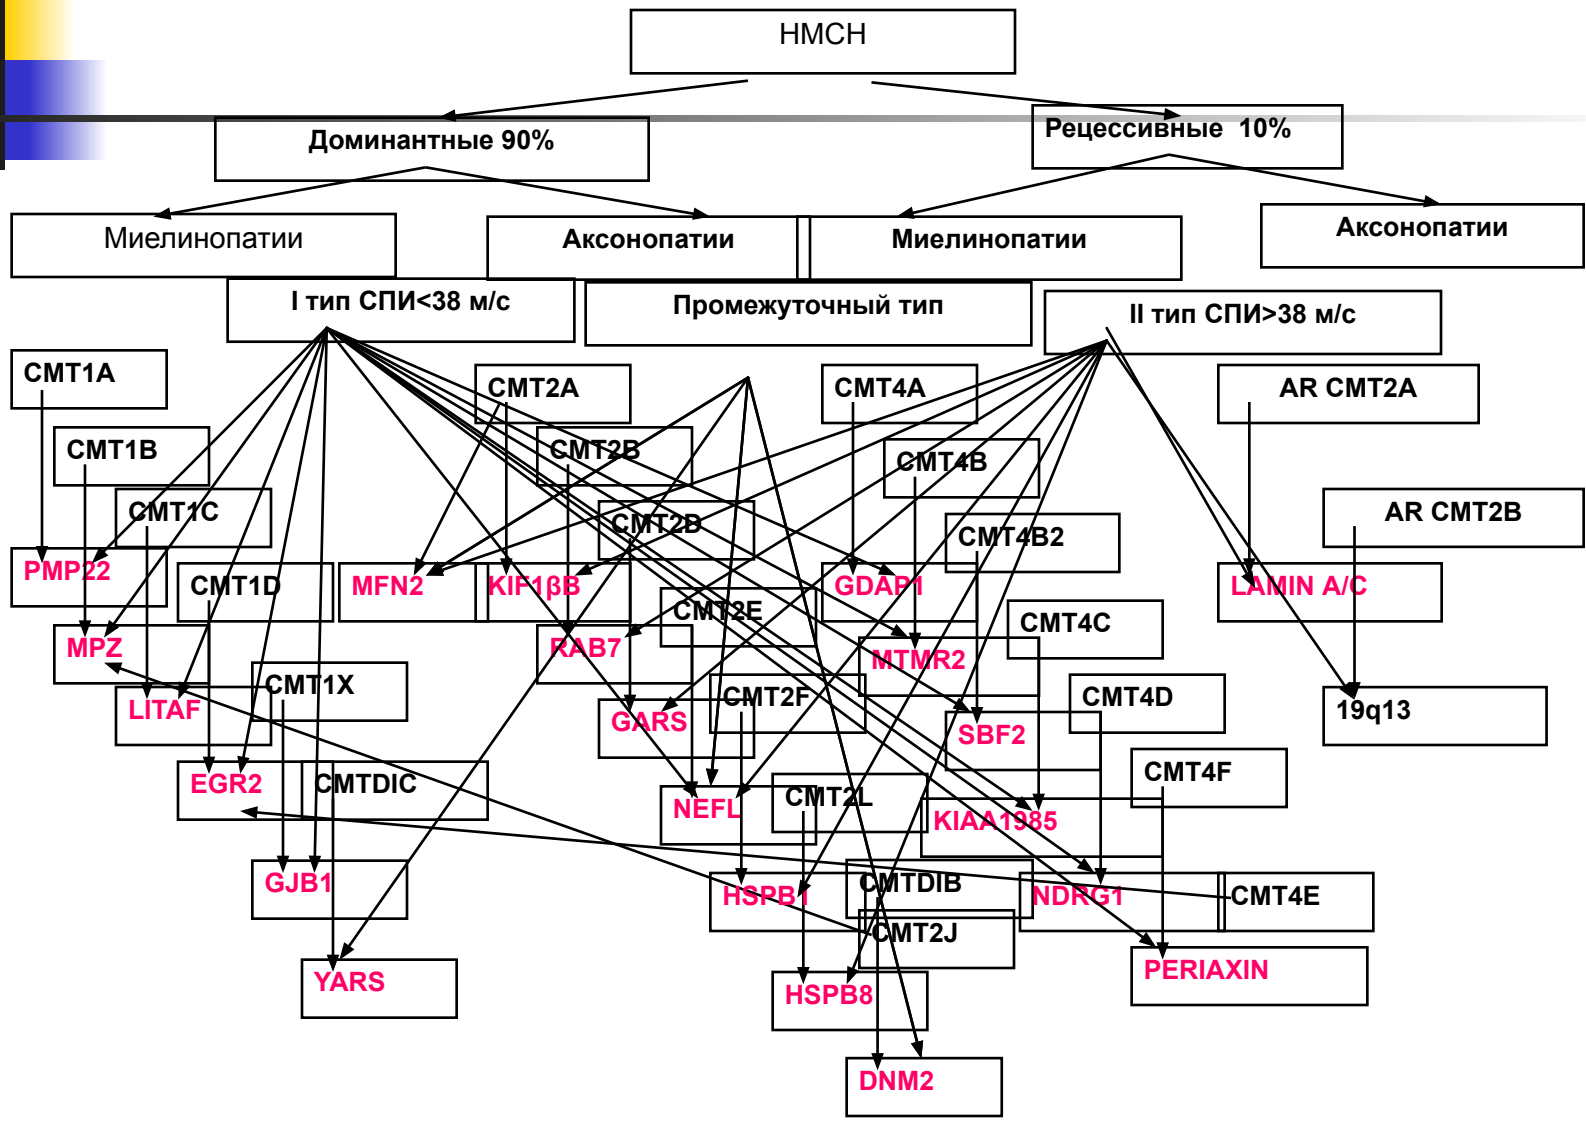 НМСН
Доминантные 90%
Рецессивные 10%
Миелинопатии
Аксонопатии
Миелинопатии
Аксонопатии
I тип СПИ<38 м/с
Промежуточный тип
II тип СПИ>38 м/с
CMT1A
CMT2A
CMT4A
AR CMT2A
CMT1B
CMT2B
CMT4B
CMT1C
CMT2D
CMT4B2
AR CMT2B
PMP22
CMT1D
MFN2
KIF1βB
GDAP1
LAMIN A/C
CMT2E
CMT4C
MPZ
RAB7
MTMR2
CMT1X
CMT2F
CMT4D
LITAF
GARS
SBF2
19q13
EGR2
CMTDIC
CMT4F
NEFL
CMT2L
KIAA1985
GJB1
HSPB1
CMTDIB
NDRG1
CMT4E
CMT2J
YARS
HSPB8
PERIAXIN
DNM2